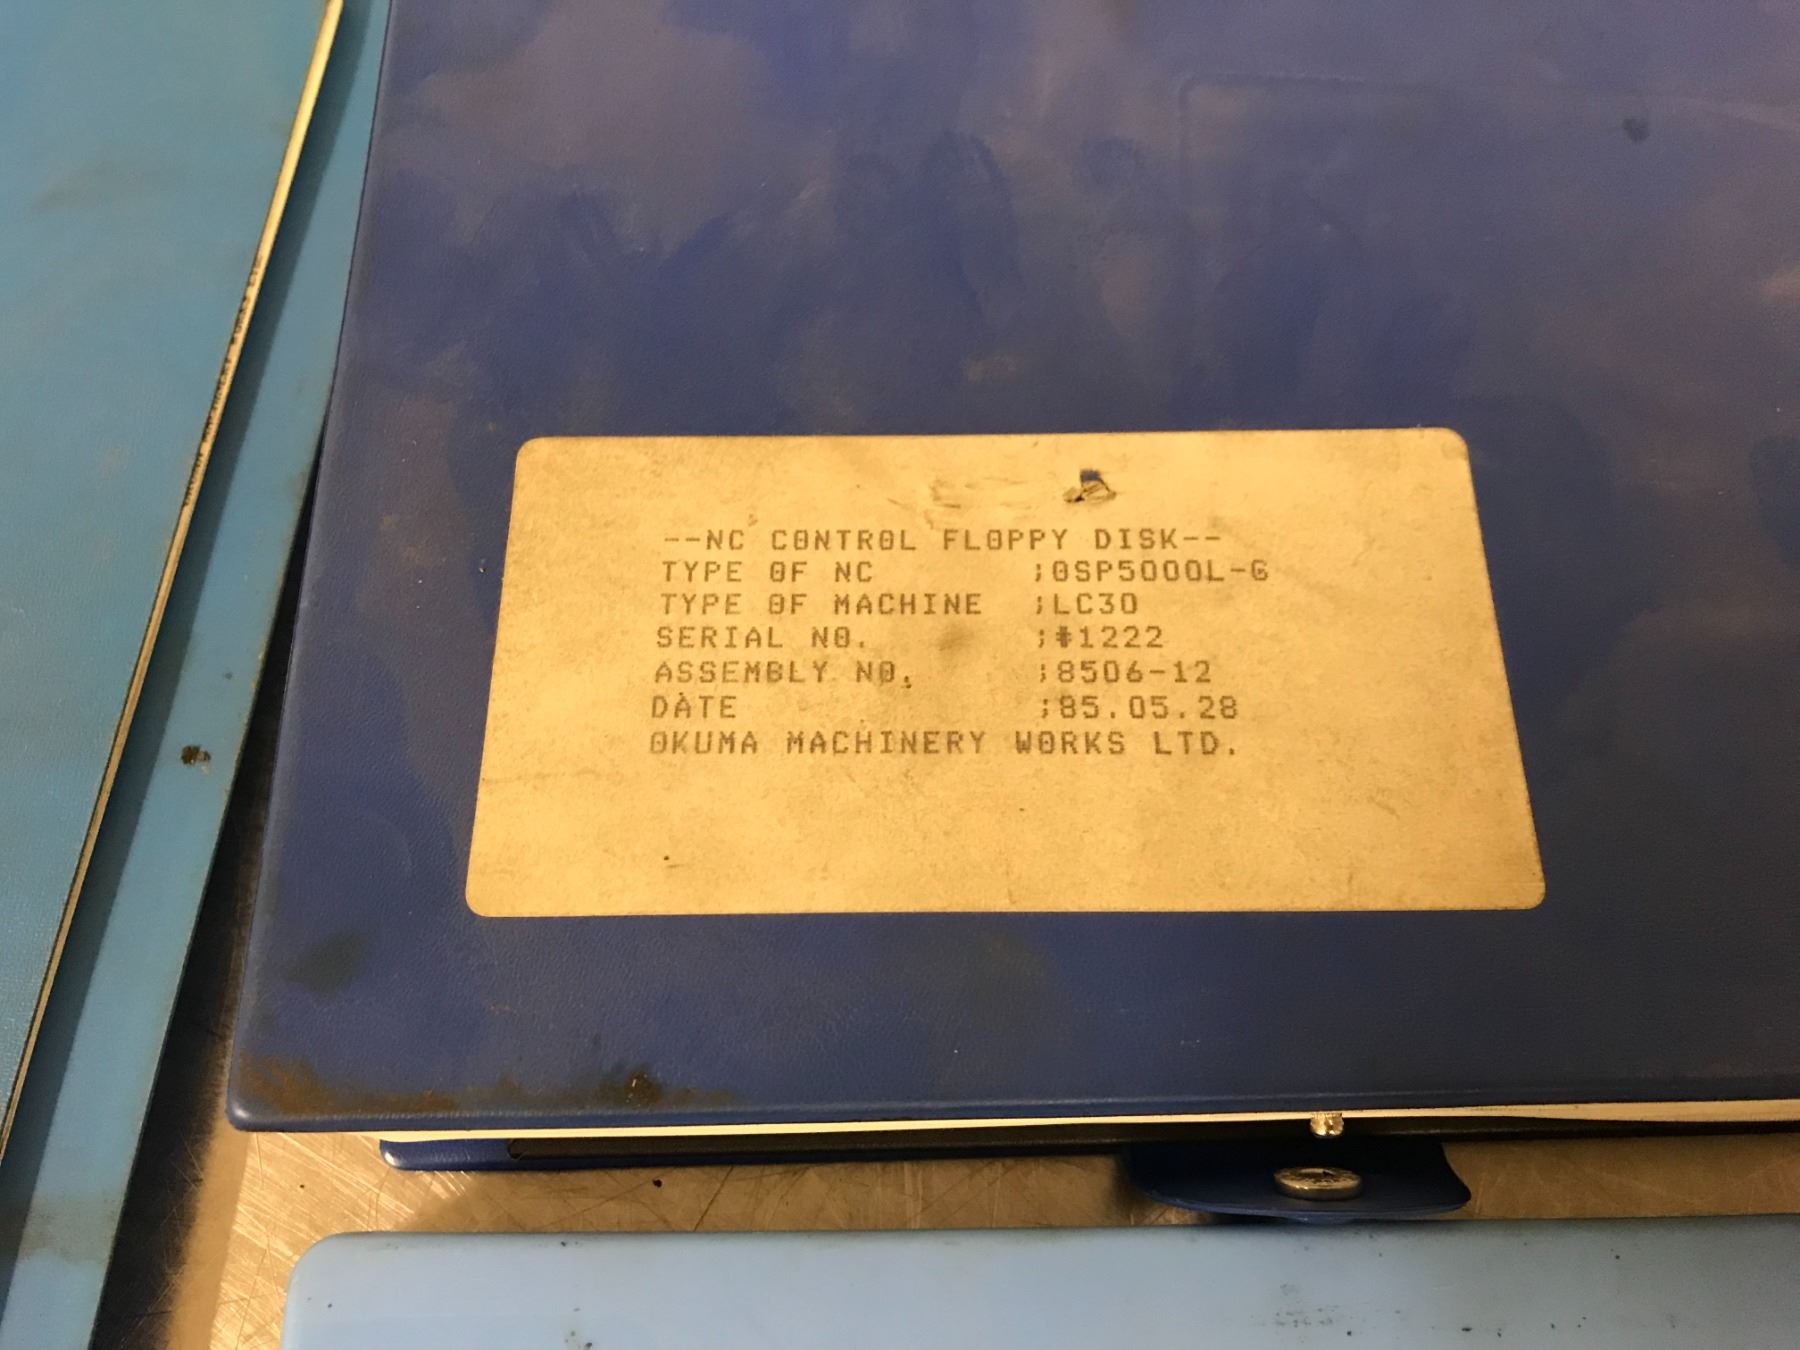 --NC CONTROL FLOPPY DISK--
TYPE OF NC ;OSP5000L-G
TYPE OF MACHINE ;LC30
SERIAL NO. ;#1222
ASSEMBLY NO. ;8506-12
DATE ;85.05.28
OKUMA MACHINERY WORKS LTD.